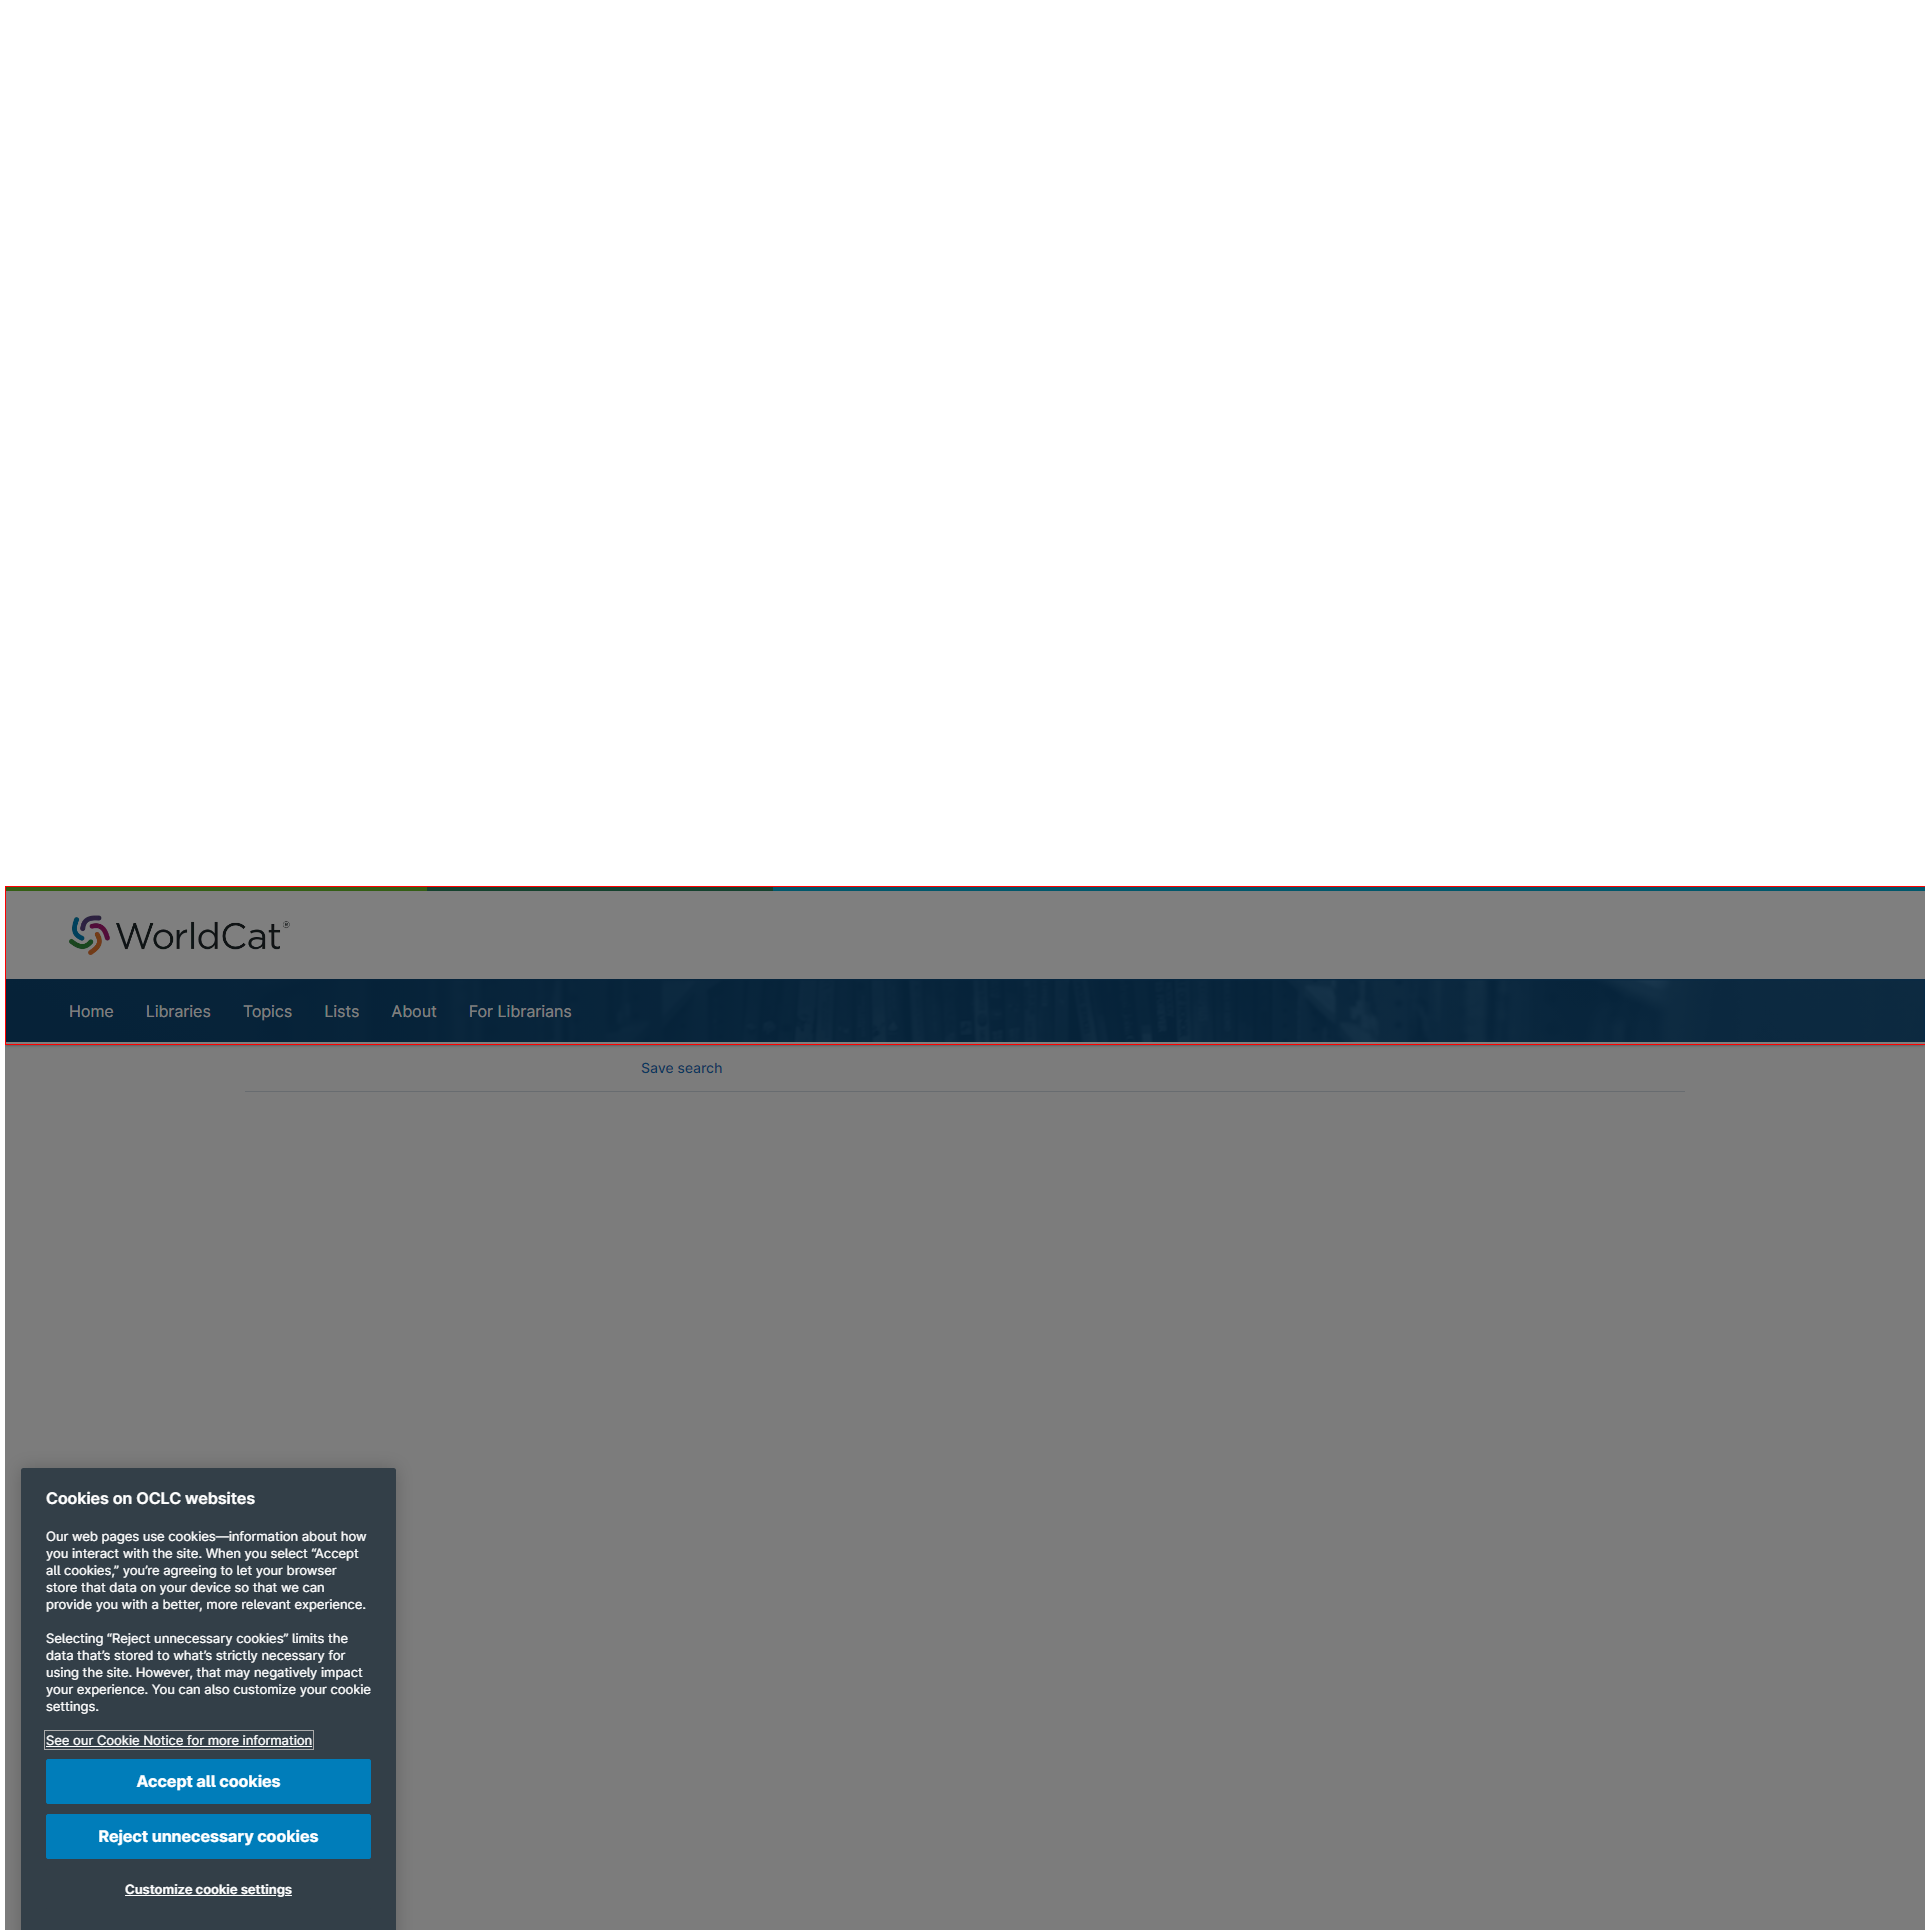 WorldCat®
Home Libraries Topics Lists About For Librarians
Save search
Cookies on OCLC websites
Our web pages use cookies—information about how
you interact with the site. When you select “Accept
all cookies,” you’re agreeing to let your browser
store that data on your device so that we can
provide you with a better, more relevant experience.
Selecting “Reject unnecessary cookies” limits the
data that’s stored to what’s strictly necessary for
using the site. However, that may negatively impact
your experience. You can also customize your cookie
settings.
See our Cookie Notice for more information
Accept all cookies
Reject unnecessary cookies
Customize cookie settings